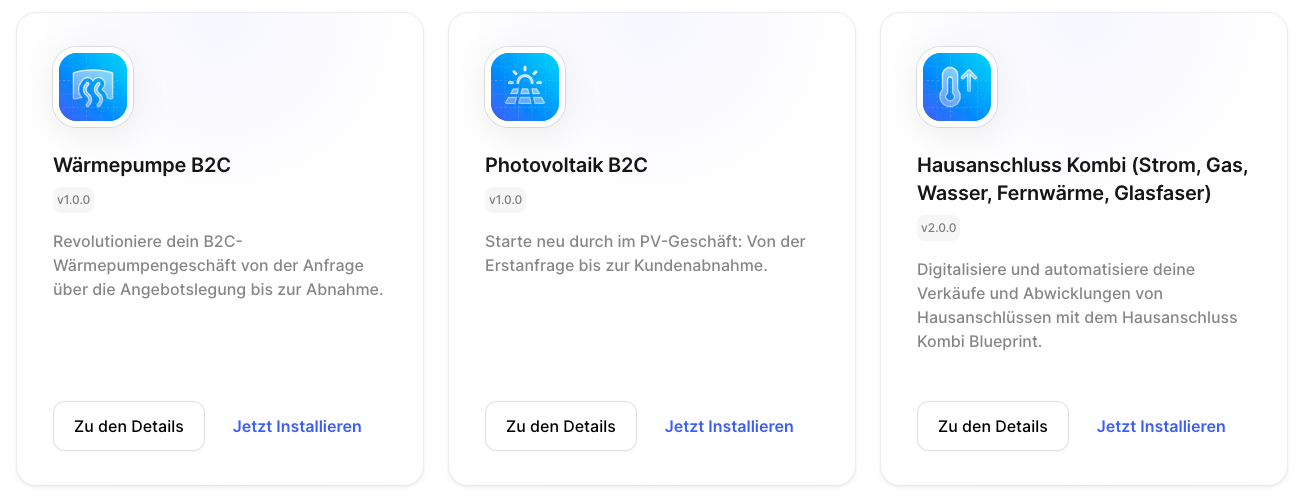 Wärmepumpe B2C
v1.0.0
Revolutioniere dein B2C-
Wärmepumpengeschäft von der Anfrage
über die Angebotslegung bis zur Abnahme.
Zu den Details
Jetzt Installieren
Photovoltaik B2C
v1.0.0
Starte neu durch im PV-Geschäft: Von der
Erstanfrage bis zur Kundenabnahme.
Zu den Details
Jetzt Installieren
Hausanschluss Kombi (Strom, Gas,
Wasser, Fernwärme, Glasfaser)
v2.0.0
Digitalisiere und automatisiere deine
Verkäufe und Abwicklungen von
Hausanschlüssen mit dem Hausanschluss
Kombi Blueprint.
Zu den Details
Jetzt Installieren